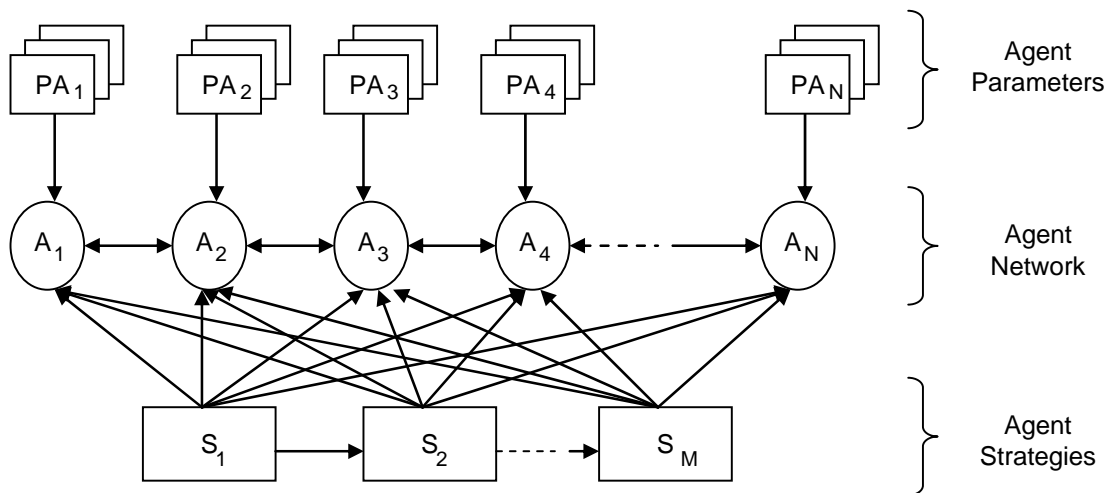 PA1 PA2 PA3 PA4 PAN
Agent
Parameters
A1 A2 A3 A4 AN
Agent
Network
S1 S2 SM
Agent
Strategies